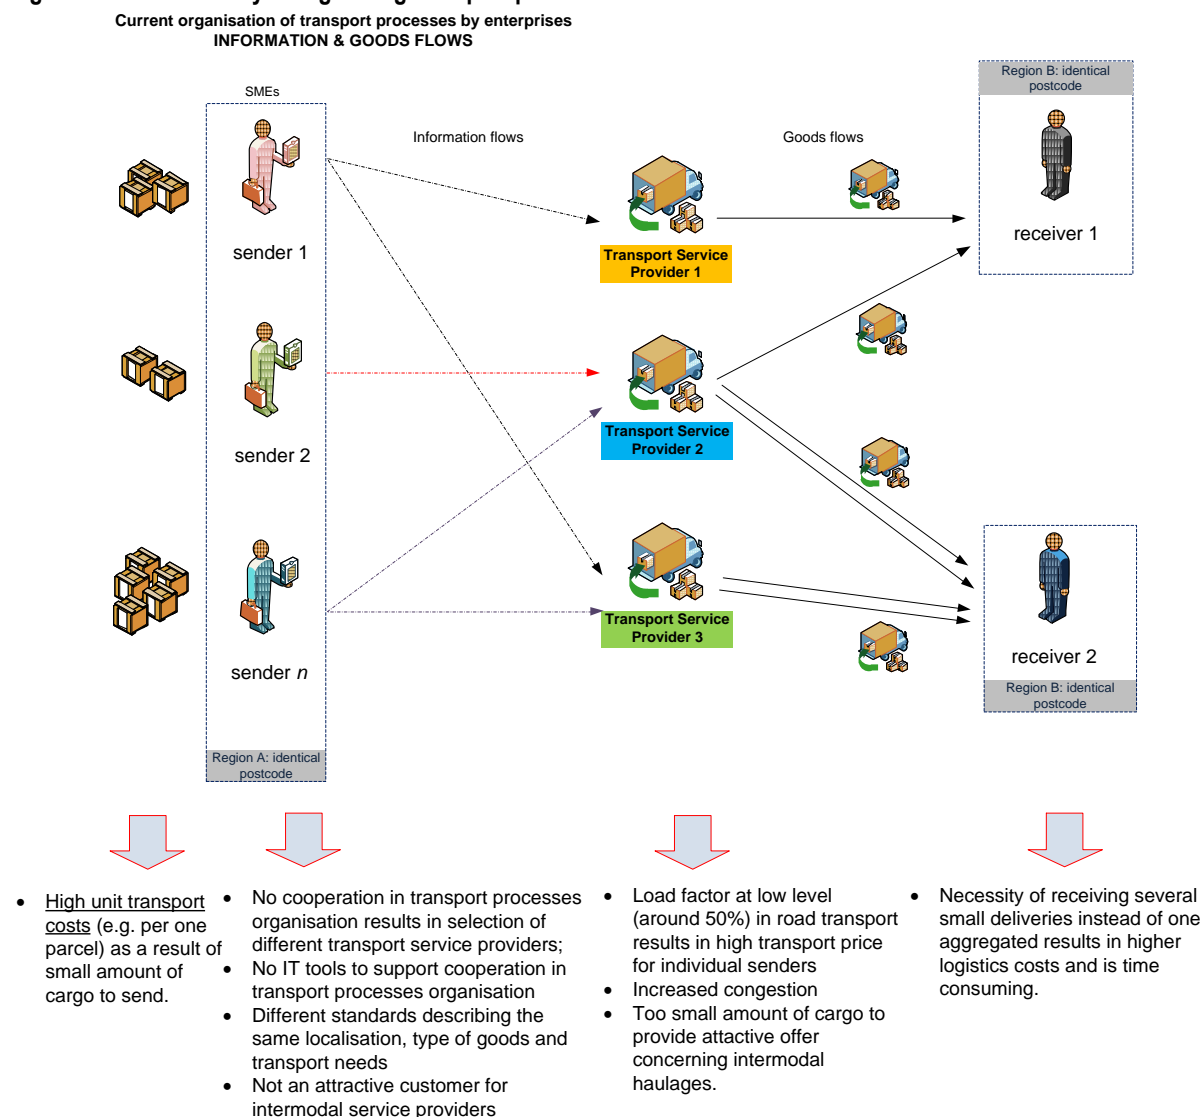 Current organisation of transport processes by enterprises
INFORMATION & GOODS FLOWS
SMEs
Information flows
Goods flows
Region B: identical
postcode
sender 1
Transport Service
Provider 1
receiver 1
sender 2
Transport Service
Provider 2
sender n
Transport Service
Provider 3
receiver 2
Region B: identical
postcode
Region A: identical
postcode
• High unit transport
costs (e.g. per one
parcel) as a result of
small amount of
cargo to send.
• No cooperation in transport processes
organisation results in selection of
different transport service providers;
• No IT tools to support cooperation in
transport processes organisation
• Different standards describing the
same localisation, type of goods and
transport needs
• Not an attractive customer for
intermodal service providers
• Load factor at low level
(around 50%) in road transport
results in high transport price
for individual senders
• Increased congestion
• Too small amount of cargo to
provide attactive offer
concerning intermodal
haulages.
• Necessity of receiving several
small deliveries instead of one
aggregated results in higher
logistics costs and is time
consuming.